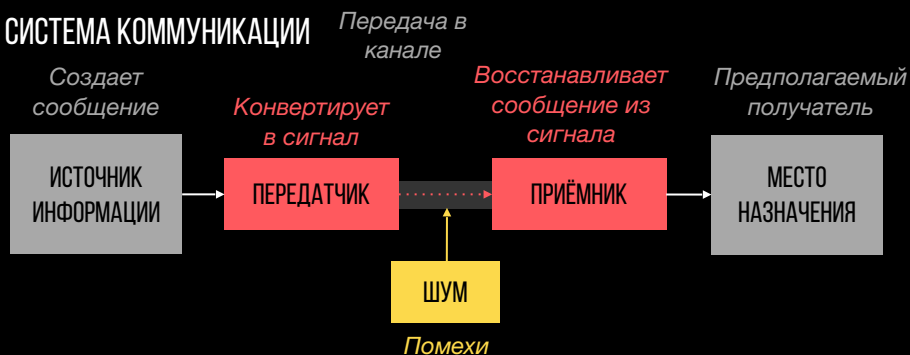 СИСТЕМА КОММУНИКАЦИИ
Передача в
канале
Создает
сообщение
Конвертирует
в сигнал
Восстанавливает
сообщение из
сигнала
Предполагаемый
получатель
ИСТОЧНИК
ИНФОРМАЦИИ
ПЕРЕДАТЧИК
ПРИЁМНИК
МЕСТО
НАЗНАЧЕНИЯ
ШУМ
Помехи